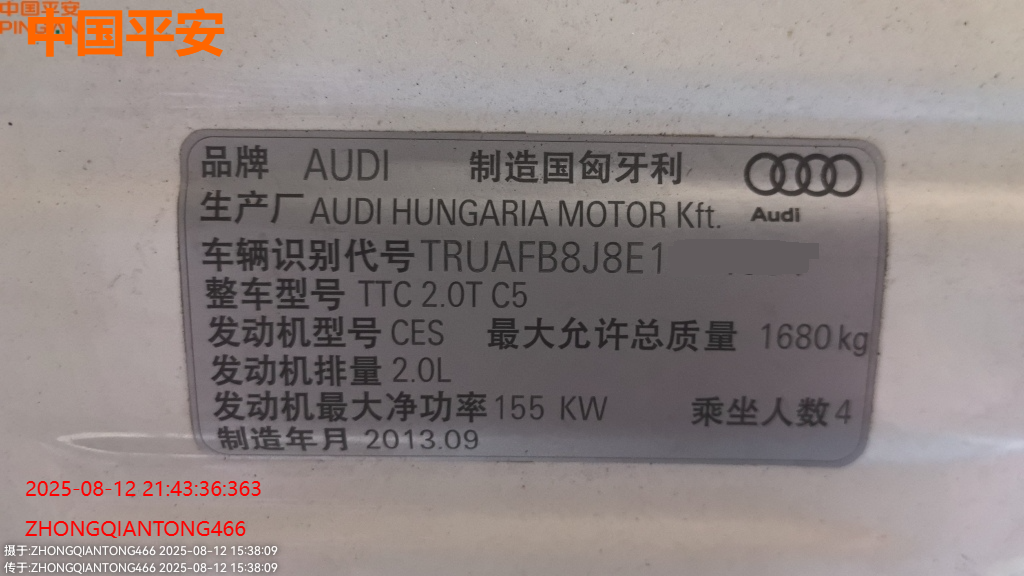 中国平安
PINGAN
中国平安
品牌 AUDI 制造国匈牙利
生产厂 AUDI HUNGARIA MOTOR Kft. Audi
车辆识别代号 TRUAFB8J8E1
整车型号 TTC 2.0T C5
发动机型号 CES 最大允许总质量 1680 kg
发动机排量 2.0L
发动机最大净功率 155 KW 乘坐人数 4
制造年月 2013.09
2025-08-12 21:43:36:363
ZHONGQIANTONG466
摄于:ZHONGQIANTONG466 2025-08-12 15:38:09
传于:ZHONGQIANTONG466 2025-08-12 15:38:09